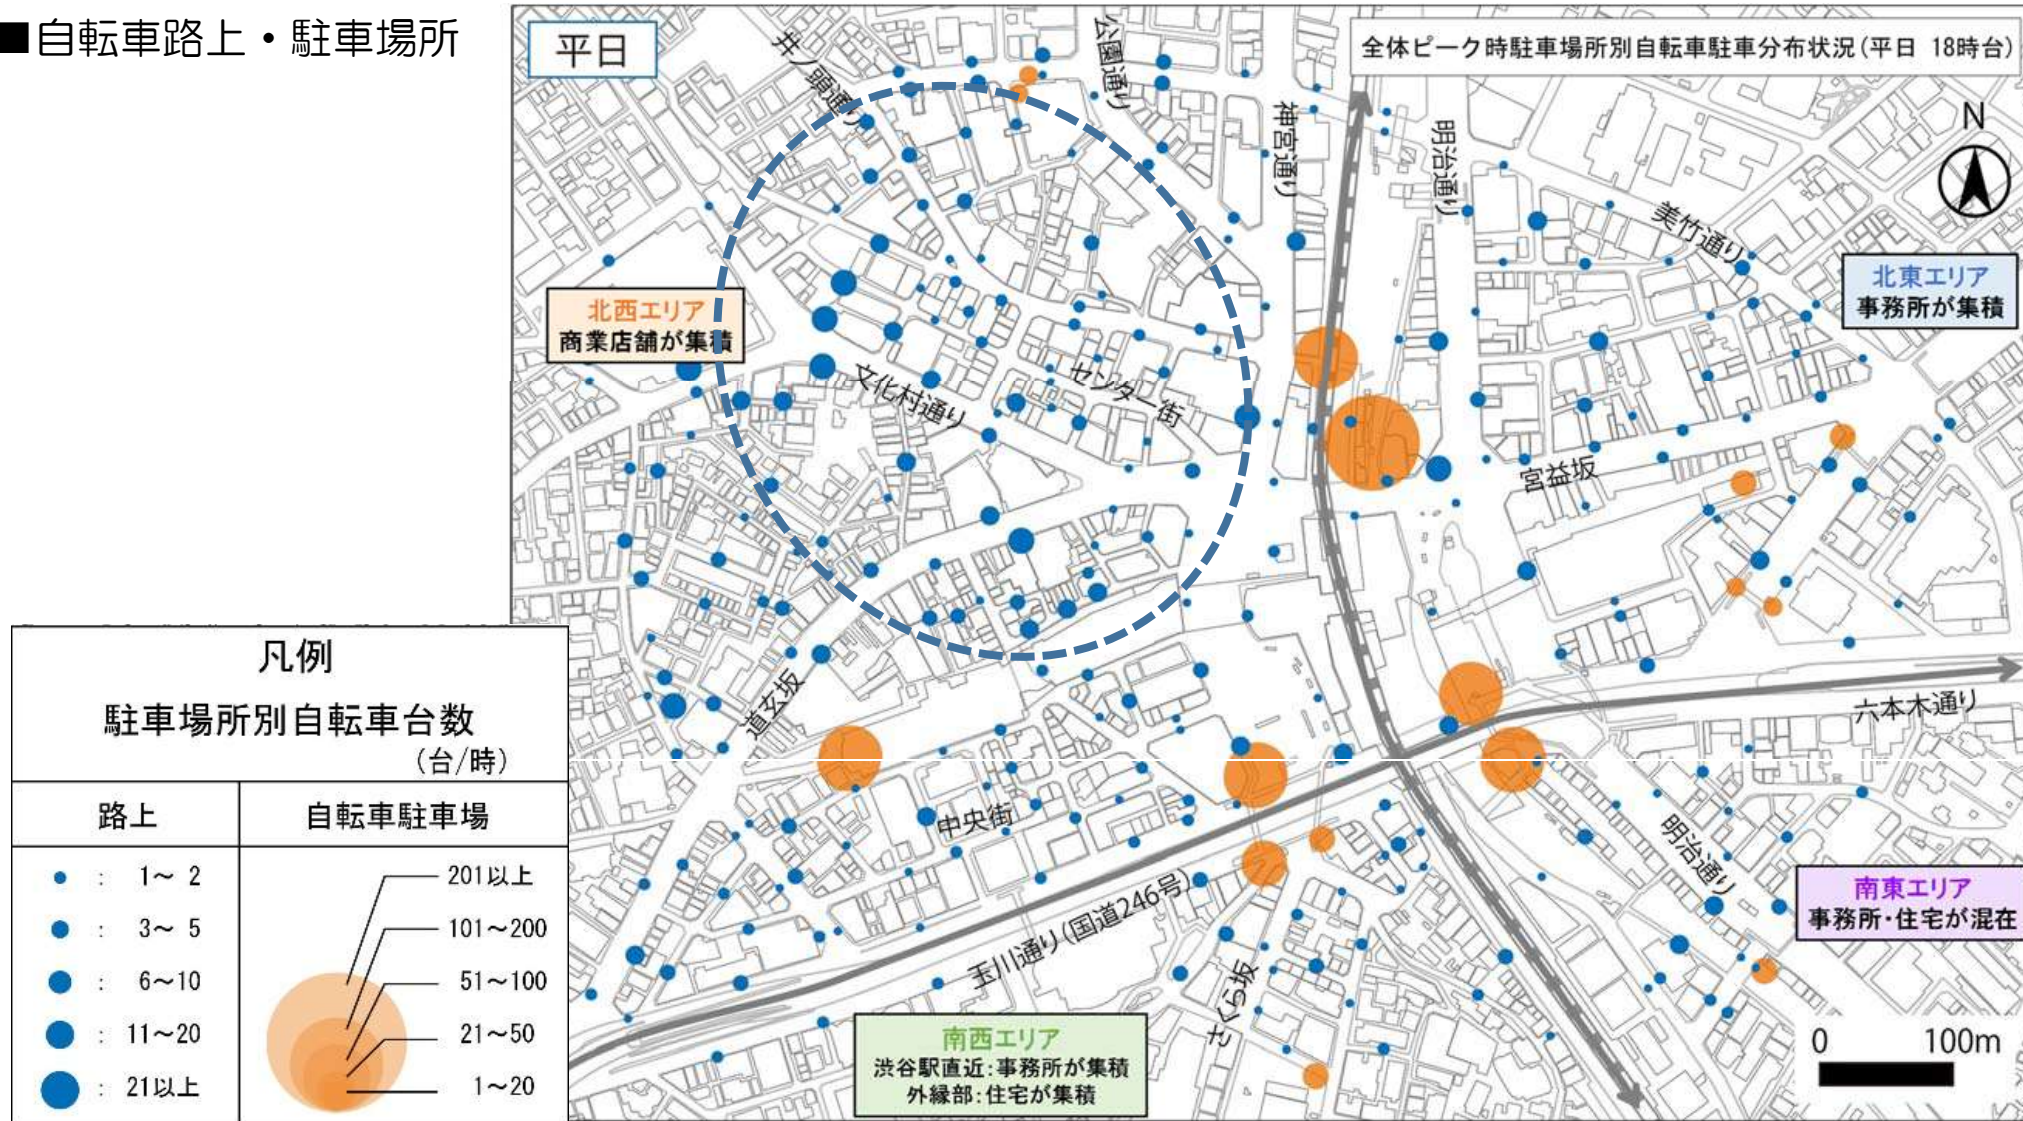 ■自転車路上・駐車場所
平日
全体ピーク時駐車場所別自転車駐車分布状況(平日 18時台)
井ノ頭通り
公園通り
神宮通り
明治通り
美竹通り
N
北西エリア
商業店舗が集積
北東エリア
事務所が集積
文化村通り
センター街
宮益坂
道玄坂
六本木通り
中央街
明治通り
玉川通り(国道246号)
さくら坂
南東エリア
事務所・住宅が混在
南西エリア
渋谷駅直近:事務所が集積
外縁部:住宅が集積
0 100m
凡例
駐車場所別自転車台数
(台/時)
路上 自転車駐車場
: 1～ 2
: 3～ 5
: 6～10
: 11～20
: 21以上
201以上
101～200
51～100
21～50
1～20